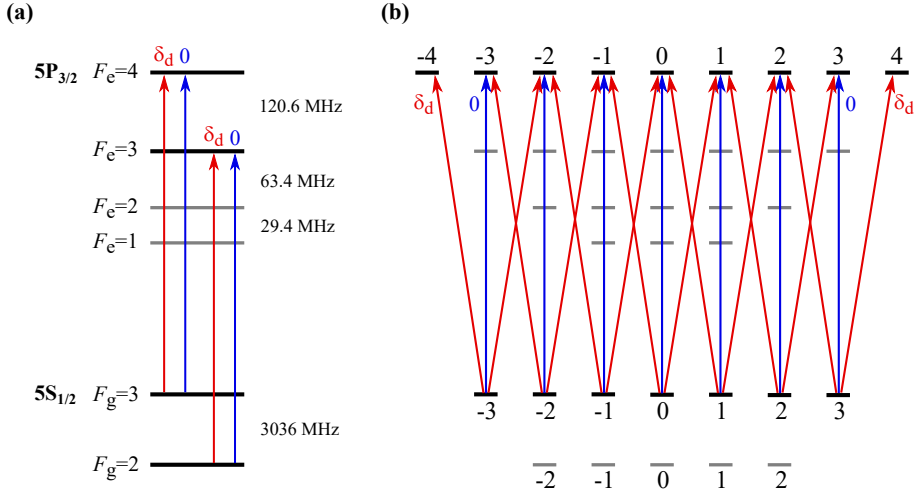 (a)
(b)
5P3/2 Fe=4 δd 0
-4 -3 -2 -1 0 1 2 3 4
δd 0 0 δd
120.6 MHz
Fe=3 δd 0
63.4 MHz
Fe=2
29.4 MHz
Fe=1
5S1/2 Fg=3
-3 -2 -1 0 1 2 3
3036 MHz
Fg=2
-2 -1 0 1 2